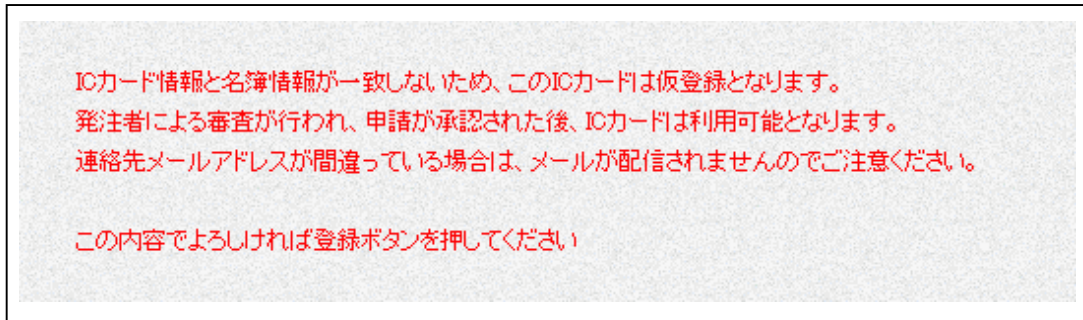 ICカード情報と名簿情報が一致しないため、このICカードは仮登録となります。
発注者による審査が行われ、申請が承認された後、ICカードは利用可能となります。
連絡先メールアドレスが間違っている場合は、メールが配信されませんのでご注意ください。
この内容でよろしければ登録ボタンを押してください